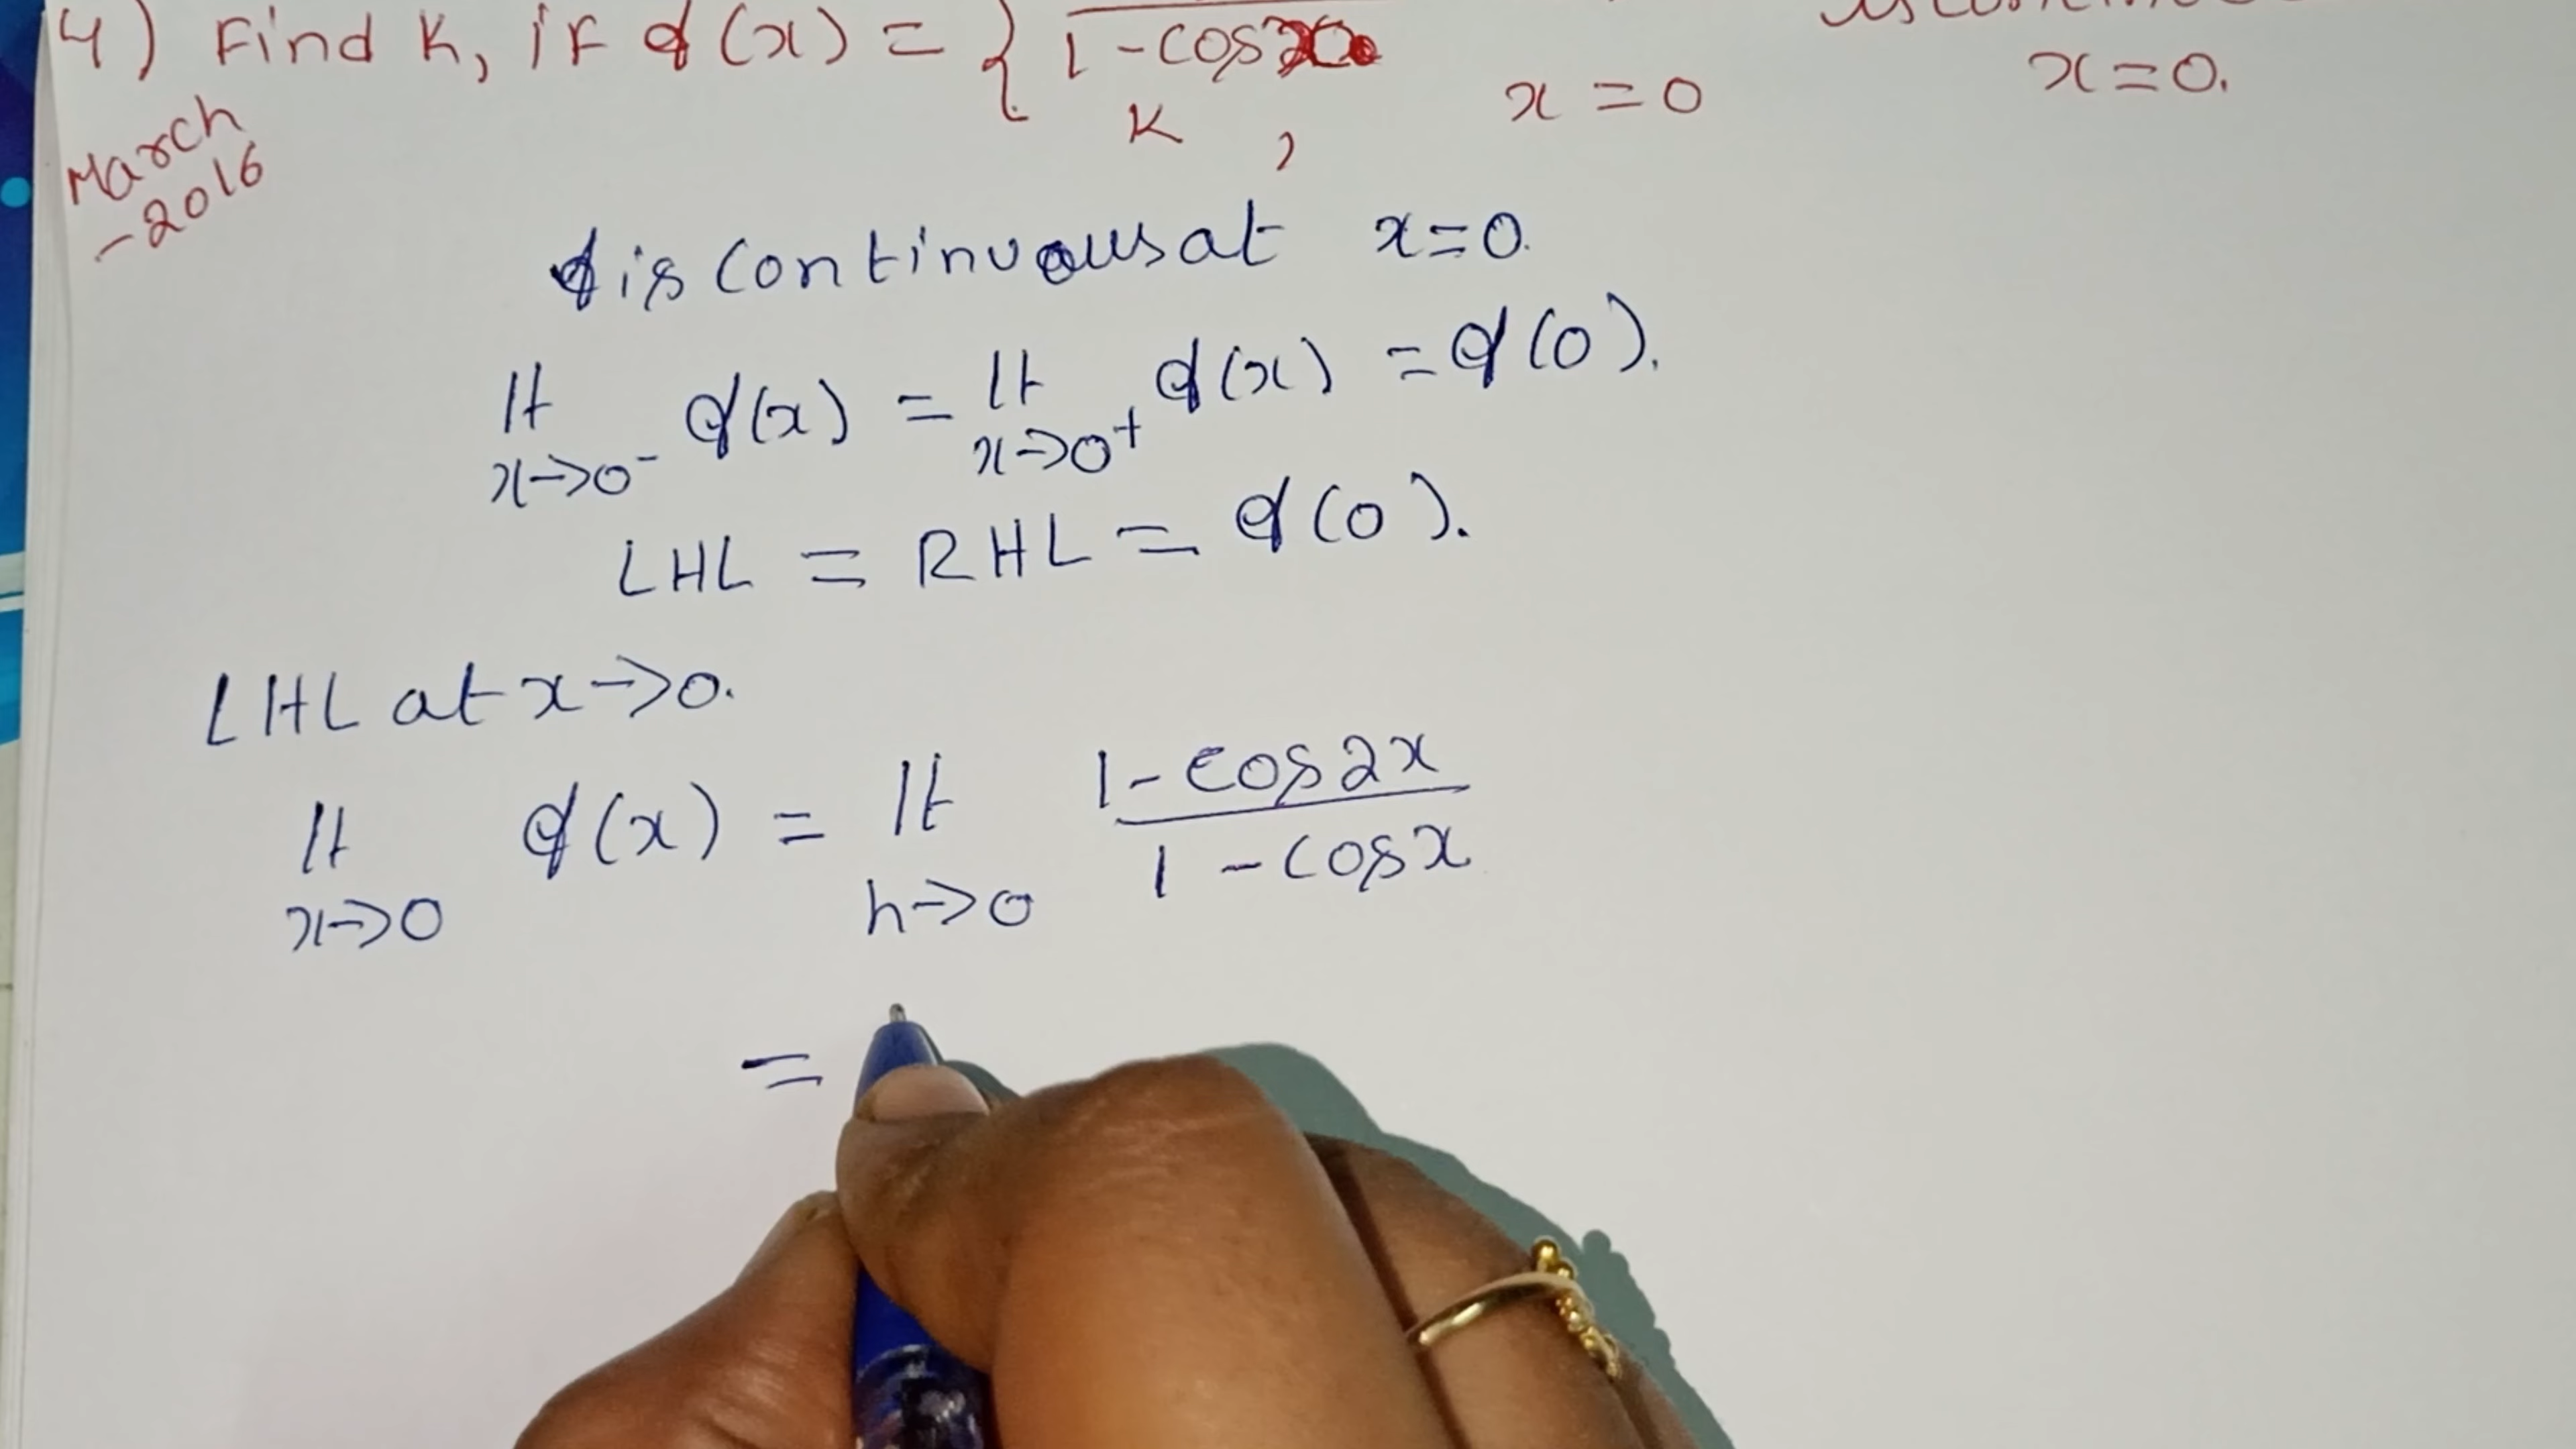 4) Find K, if f(x) = { 1-cos x
K , x = 0 x = 0.
March
-2016
f is continuous at x=0.
lt x→0⁻ f(x) = lt x→0⁺ f(x) = f(0).
LHL = RHL = f(0).
LHL at x→0.
lt x→0 f(x) = lt h→0 1-cos2x / 1-cosx
=